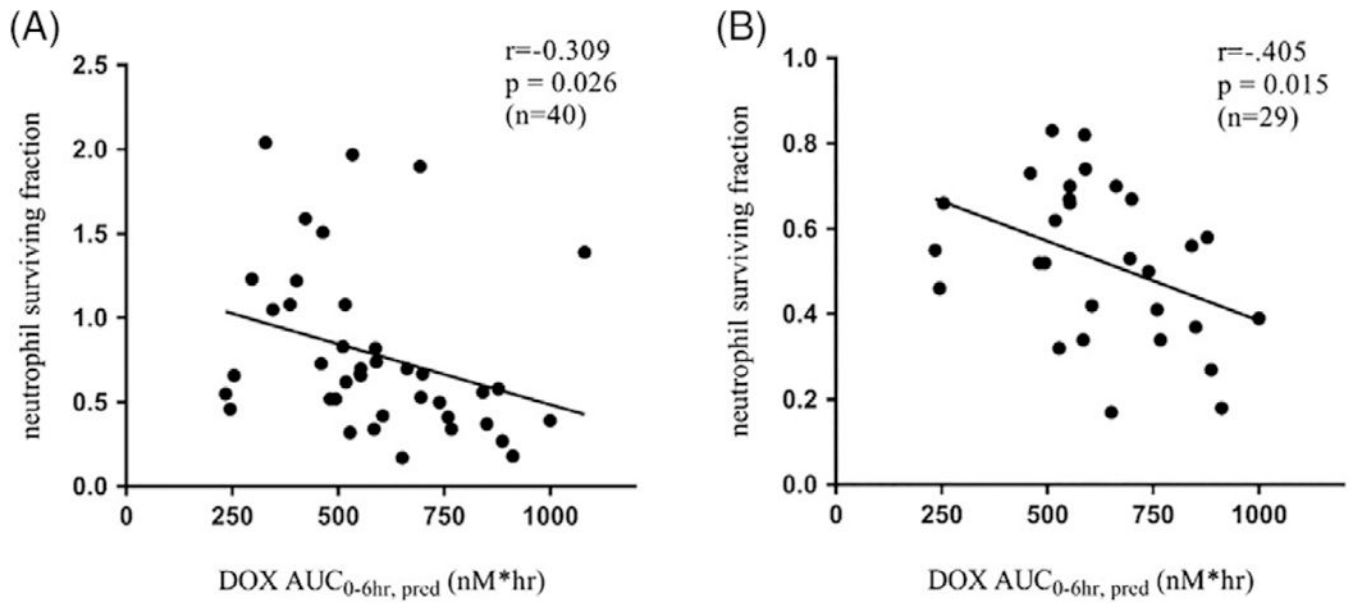 (A)
r=-0.309
p = 0.026
(n=40)
neutrophil surviving fraction
2.5
2.0
1.5
1.0
0.5
0.0
0 250 500 750 1000
DOX AUC0-6hr, pred (nM*hr)
(B)
r=-.405
p = 0.015
(n=29)
neutrophil surviving fraction
1.0
0.8
0.6
0.4
0.2
0.0
0 250 500 750 1000
DOX AUC0-6hr, pred (nM*hr)